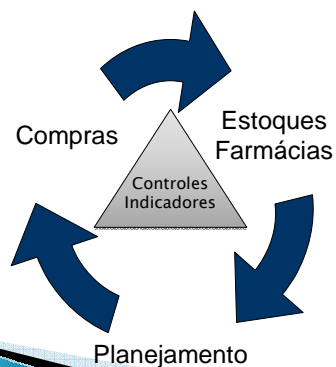 Compras
Estoques
Farmácias
Controles
Indicadores
Planejamento